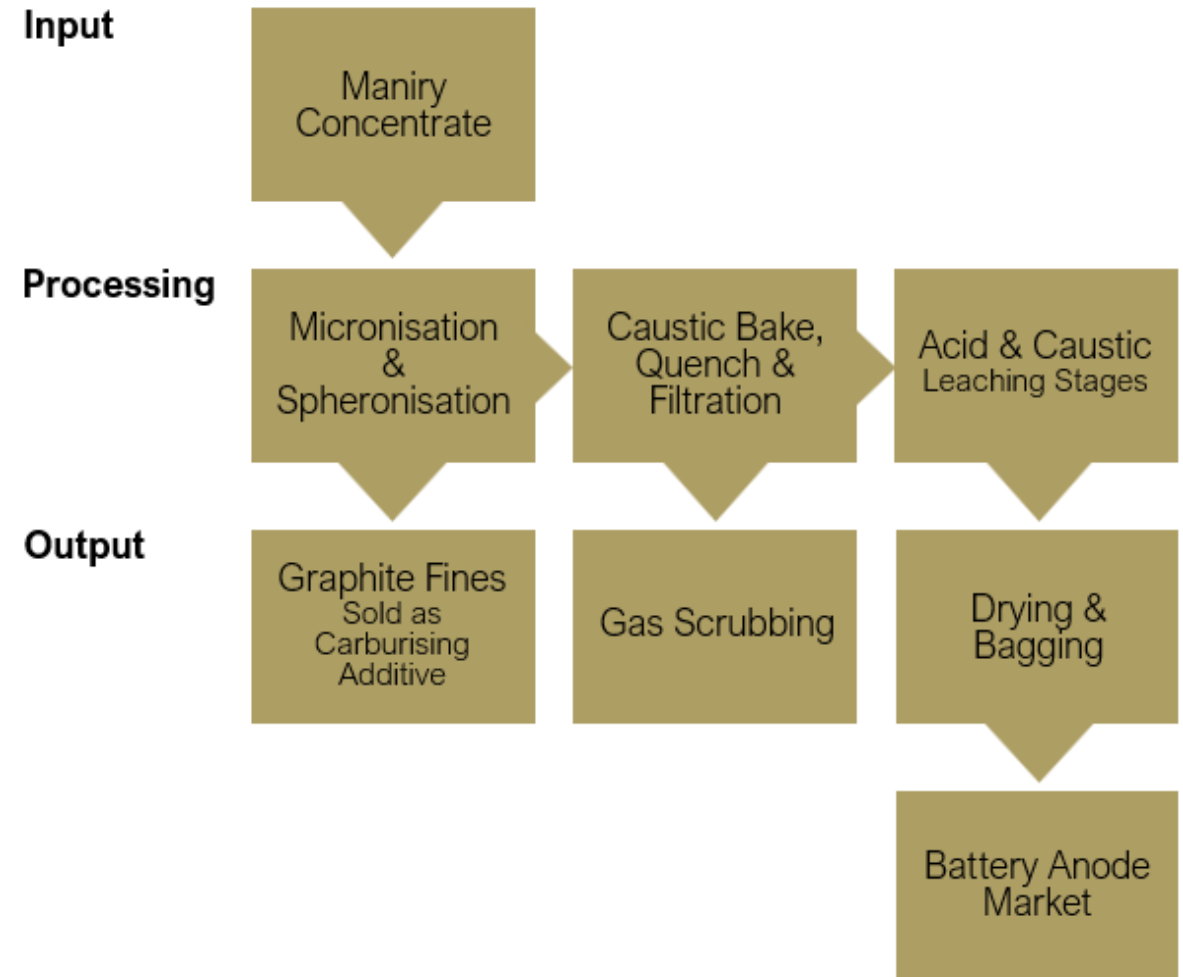 Input
Maniry
Concentrate
Processing
Micronisation
&
Spheronisation
Caustic Bake,
Quench &
Filtration
Acid & Caustic
Leaching Stages
Output
Graphite Fines
Sold as
Carburising
Additive
Gas Scrubbing
Drying &
Bagging
Battery Anode
Market